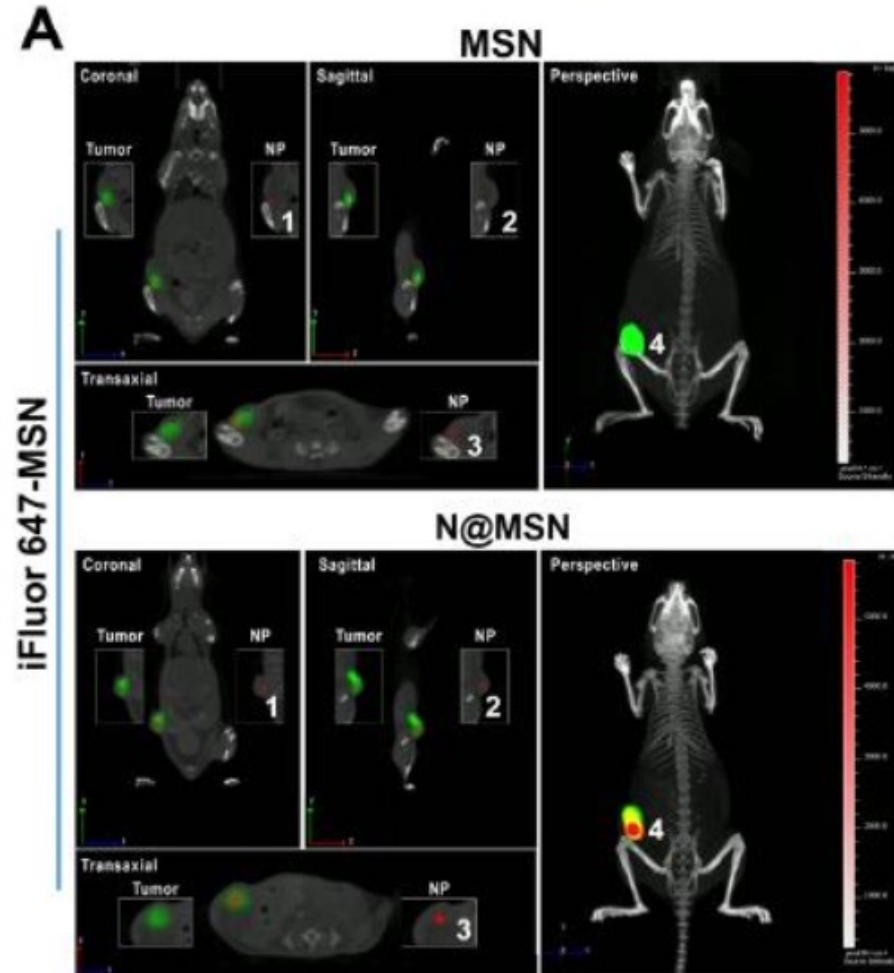 A
MSN
iFluor 647-MSN
Coronal
Tumor
NP
1
Sagittal
Tumor
NP
2
Perspective
4
Transaxial
Tumor
NP
3
N@MSN
Coronal
Tumor
NP
1
Sagittal
Tumor
NP
2
Perspective
4
Transaxial
Tumor
NP
3